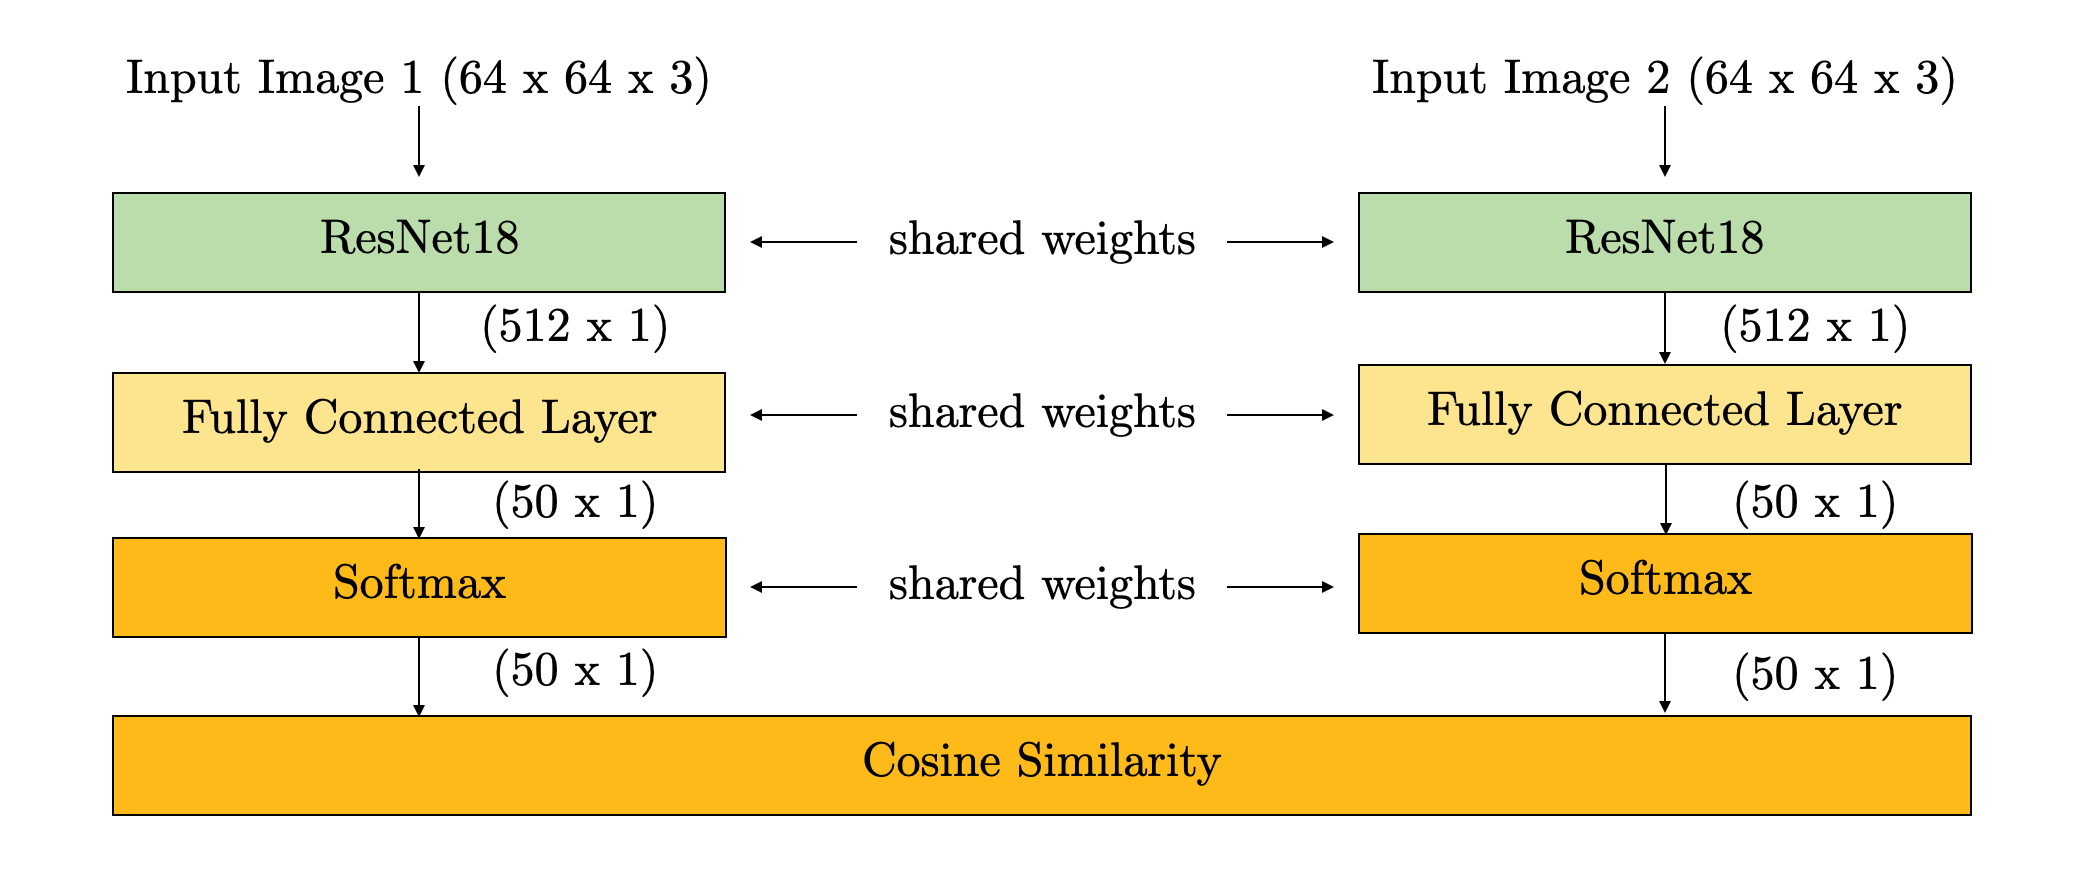 Input Image 1 (64 x 64 x 3)
Input Image 2 (64 x 64 x 3)
ResNet18
shared weights
ResNet18
(512 x 1)
(512 x 1)
Fully Connected Layer
shared weights
Fully Connected Layer
(50 x 1)
(50 x 1)
Softmax
shared weights
Softmax
(50 x 1)
(50 x 1)
Cosine Similarity